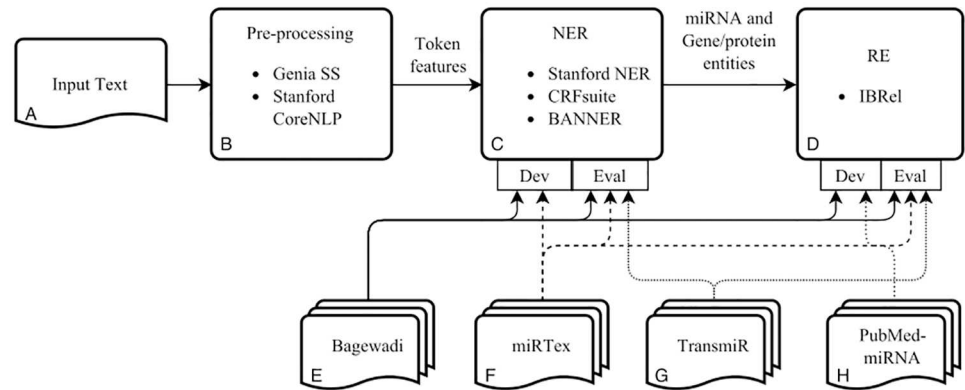 Input Text
A
Pre-processing
• Genia SS
• Stanford
CoreNLP
B
Token
features
NER
• Stanford NER
• CRFsuite
• BANNER
C
miRNA and
Gene/protein
entities
RE
• IBRel
D
Dev
Eval
Dev
Eval
Bagewadi
E
miRTex
F
TransmiR
G
PubMed-
miRNA
H